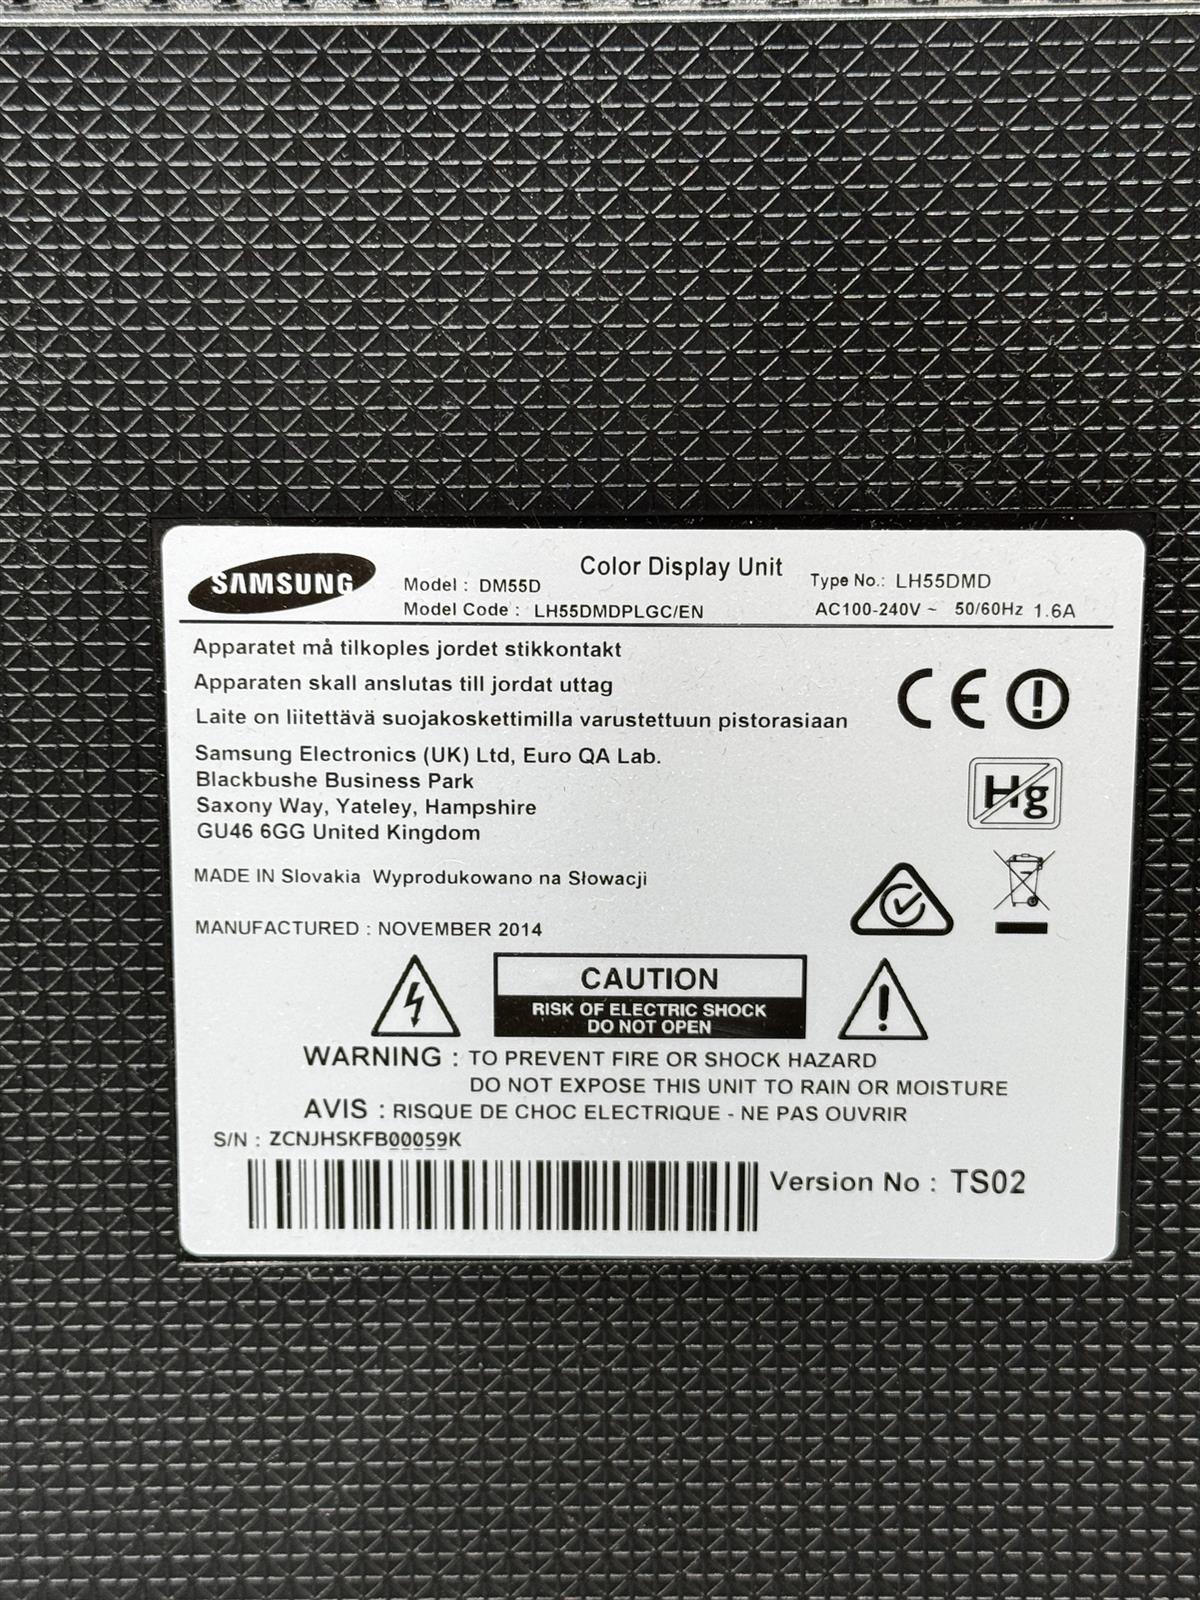 SAMSUNG
Color Display Unit
Model : DM55D
Type No.: LH55DMD
Model Code : LH55DMDPLGC/EN
AC100-240V ~ 50/60Hz 1.6A
Apparatet må tilkoples jordet stikkontakt
Apparaten skall anslutas till jordat uttag
Laite on liitettävä suojakoskettimilla varustettuun pistorasiaan
CE
Samsung Electronics (UK) Ltd, Euro QA Lab.
Blackbushe Business Park
Saxony Way, Yateley, Hampshire
GU46 6GG United Kingdom
Hg
MADE IN Slovakia Wyprodukowano na Słowacji
MANUFACTURED : NOVEMBER 2014
CAUTION
RISK OF ELECTRIC SHOCK
DO NOT OPEN
WARNING : TO PREVENT FIRE OR SHOCK HAZARD
DO NOT EXPOSE THIS UNIT TO RAIN OR MOISTURE
AVIS : RISQUE DE CHOC ELECTRIQUE - NE PAS OUVRIR
S/N : ZCNJHSKFB00059K
Version No : TS02